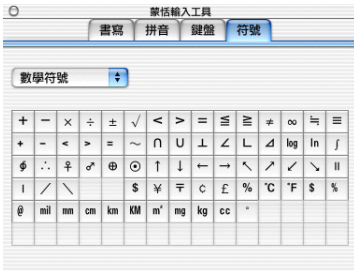 蒙恬輸入工具
書寫 拼音 鍵盤 符號
數學符號
+ − × ÷ ± √ < > = ≦ ≧ ≠ ∞ ≒ ≡
+ - < > = ～ ∩ ∪ ⊥ ∠ ∟ ⊿ log ln ∫
∮ ∴ ♀ ♂ ⊕ ⊙ ↑ ↓ ← → ↖ ↗ ↙ ↘ ∥
∣ ／ ＼ $ ¥ 〒 ¢ £ % ℃ ℉ $ %
@ mil mm cm km KM m² mg kg cc °